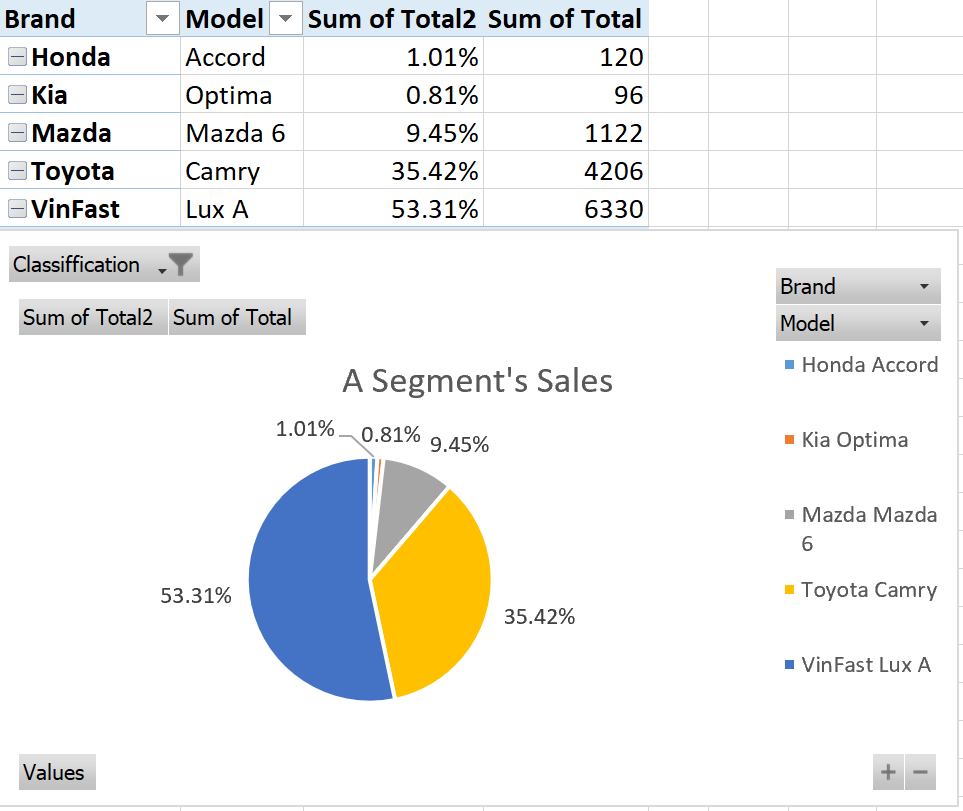 Brand Model Sum of Total2 Sum of Total
Honda Accord 1.01% 120
Kia Optima 0.81% 96
Mazda Mazda 6 9.45% 1122
Toyota Camry 35.42% 4206
VinFast Lux A 53.31% 6330
Classiffication
Sum of Total2 Sum of Total
Brand
Model
A Segment's Sales
1.01%
0.81%
9.45%
53.31%
35.42%
Honda Accord
Kia Optima
Mazda Mazda
6
Toyota Camry
VinFast Lux A
Values